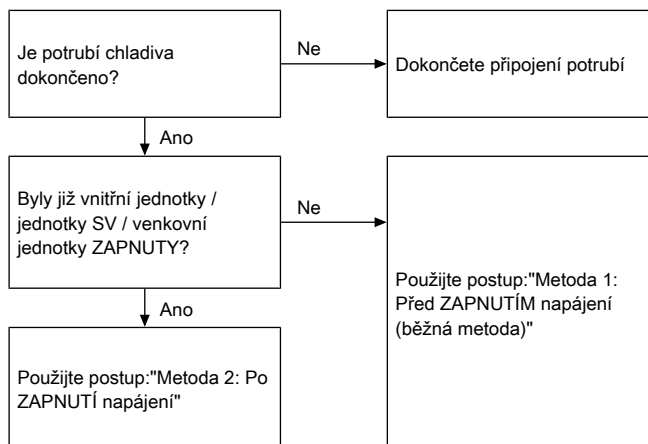 Je potrubí chladiva
dokončeno?
Ne
Dokončete připojení potrubí
Ano
Byly již vnitřní jednotky /
jednotky SV / venkovní
jednotky ZAPNUTY?
Ne
Použijte postup:"Metoda 1:
Před ZAPNUTÍM napájení
(běžná metoda)"
Ano
Použijte postup:"Metoda 2: Po
ZAPNUTÍ napájení"